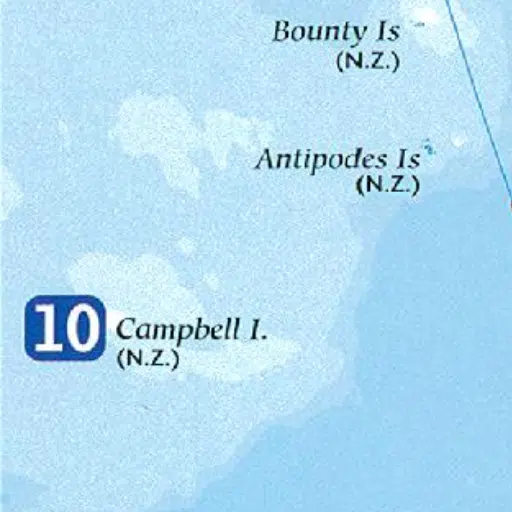 Bounty Is
(N.Z.)
Antipodes Is
(N.Z.)
10
Campbell I.
(N.Z.)